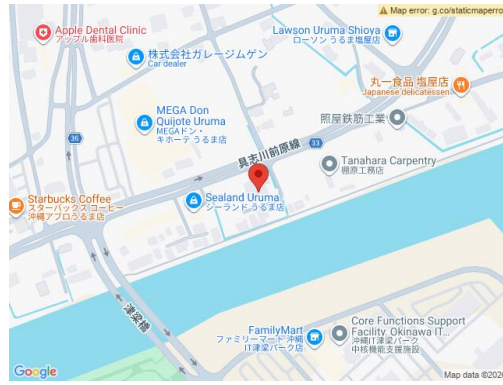 Map error: g.co/staticmaperro
Apple Dental Clinic
アップル歯科医院
Lawson Uruma Shioya
ローソン うるま塩屋店
株式会社ガレージムゲン
Car dealer
丸一食品 塩屋店
Japanese delicatessen
MEGA Don
Quijote Uruma
MEGAドン・
キホーテ うるま店
照屋鉄筋工業
36
具志川前原線
33
Tanahara Carpentry
棚原工務店
Starbucks Coffee
スターバックス コーヒー
沖縄アブロうるま店
Sealand Uruma
シーランド うるま店
津梁橋
FamilyMart
ファミリーマート 沖縄
IT津梁パーク店
Core Functions Support
Facility, Okinawa IT...
沖縄IT津梁パーク
中核機能支援施設
Google
Map data ©202